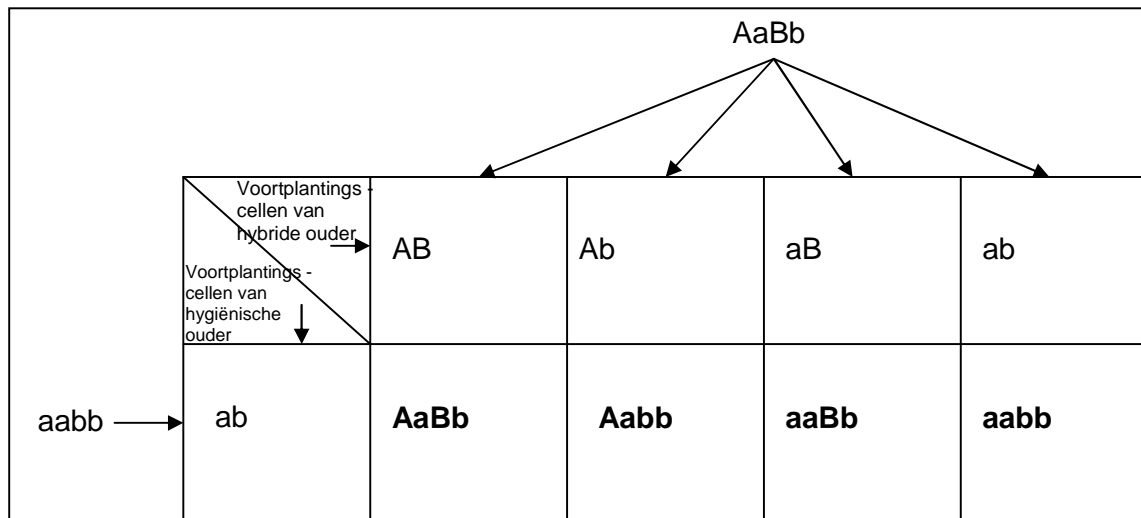 AaBb
Voortplantings -
cellen van
hybride ouder
Voortplantings -
cellen van
hygiënische
ouder
AB
Ab
aB
ab
aabb
ab
AaBb
Aabb
aaBb
aabb